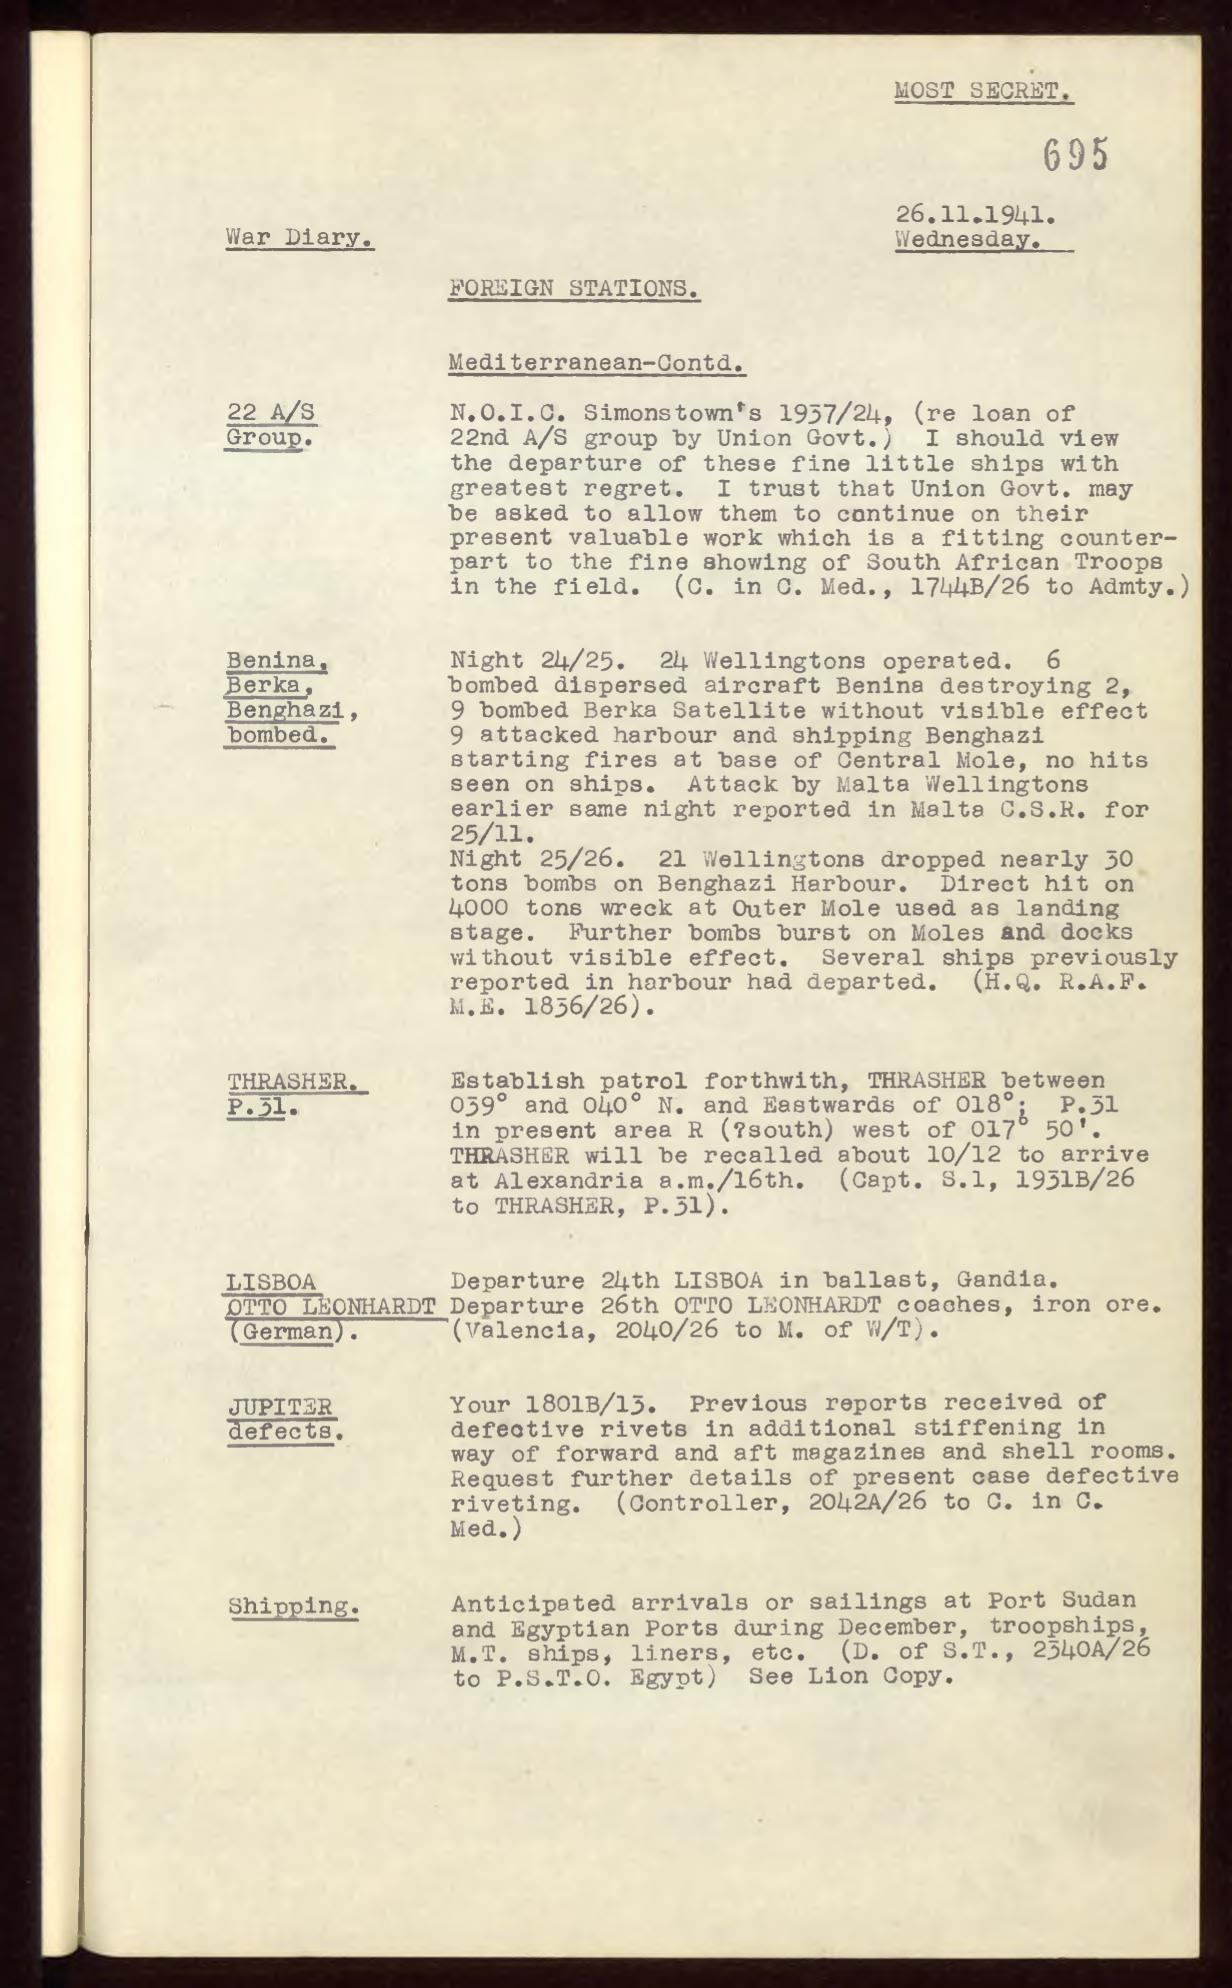 MOST SECRET.
695
26.11.1941.
War Diary.
Wednesday.
FOREIGN STATIONS.
Mediterranean-Contd.
22 A/S
Group.
N.O.I.C. Simonstown's 1937/24, (re loan of
22nd A/S group by Union Govt.) I should view
the departure of these fine little ships with
greatest regret. I trust that Union Govt. may
be asked to allow them to continue on their
present valuable work which is a fitting counter-
part to the fine showing of South African Troops
in the field. (C. in C. Med., 1744B/26 to Admty.)
Benina,
Berka,
Benghazi,
bombed.
Night 24/25. 24 Wellingtons operated. 6
bombed dispersed aircraft Benina destroying 2,
9 bombed Berka Satellite without visible effect
9 attacked harbour and shipping Benghazi
starting fires at base of Central Mole, no hits
seen on ships. Attack by Malta Wellingtons
earlier same night reported in Malta C.S.R. for
25/11.
Night 25/26. 21 Wellingtons dropped nearly 30
tons bombs on Benghazi Harbour. Direct hit on
4000 tons wreck at Outer Mole used as landing
stage. Further bombs burst on Moles and docks
without visible effect. Several ships previously
reported in harbour had departed. (H.Q. R.A.F.
M.E. 1836/26).
THRASHER.
P.31.
Establish patrol forthwith, THRASHER between
039° and 040° N. and Eastwards of 018°; P.31
in present area R (?south) west of 017° 50'.
THRASHER will be recalled about 10/12 to arrive
at Alexandria a.m./16th. (Capt. S.1, 1931B/26
to THRASHER, P.31).
LISBOA
OTTO LEONHARDT
(German).
Departure 24th LISBOA in ballast, Gandia.
Departure 26th OTTO LEONHARDT coaches, iron ore.
(Valencia, 2040/26 to M. of W/T).
JUPITER
defects.
Your 1801B/13. Previous reports received of
defective rivets in additional stiffening in
way of forward and aft magazines and shell rooms.
Request further details of present case defective
riveting. (Controller, 2042A/26 to C. in C.
Med.)
Shipping.
Anticipated arrivals or sailings at Port Sudan
and Egyptian Ports during December, troopships,
M.T. ships, liners, etc. (D. of S.T., 2340A/26
to P.S.T.O. Egypt) See Lion Copy.